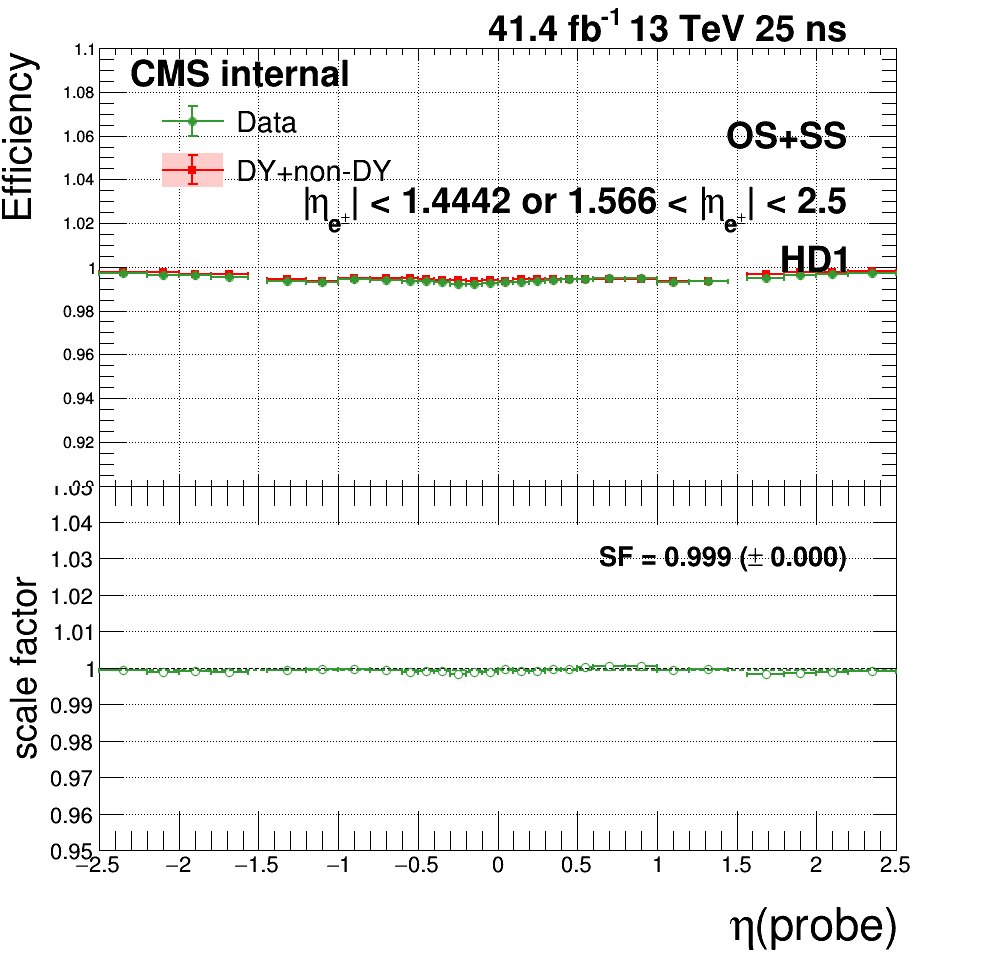 41.4 fb-1 13 TeV 25 ns
CMS internal
Data
DY+non-DY
OS+SS
|ηe±| < 1.4442 or 1.566 < |ηe±| < 2.5
HD1
Efficiency
1.1
1.08
1.06
1.04
1.02
1
0.98
0.96
0.94
0.92
SF = 0.999 (± 0.000)
scale factor
1.04
1.03
1.02
1.01
1
0.99
0.98
0.97
0.96
0.95
−2.5 −2 −1.5 −1 −0.5 0 0.5 1 1.5 2 2.5
η(probe)